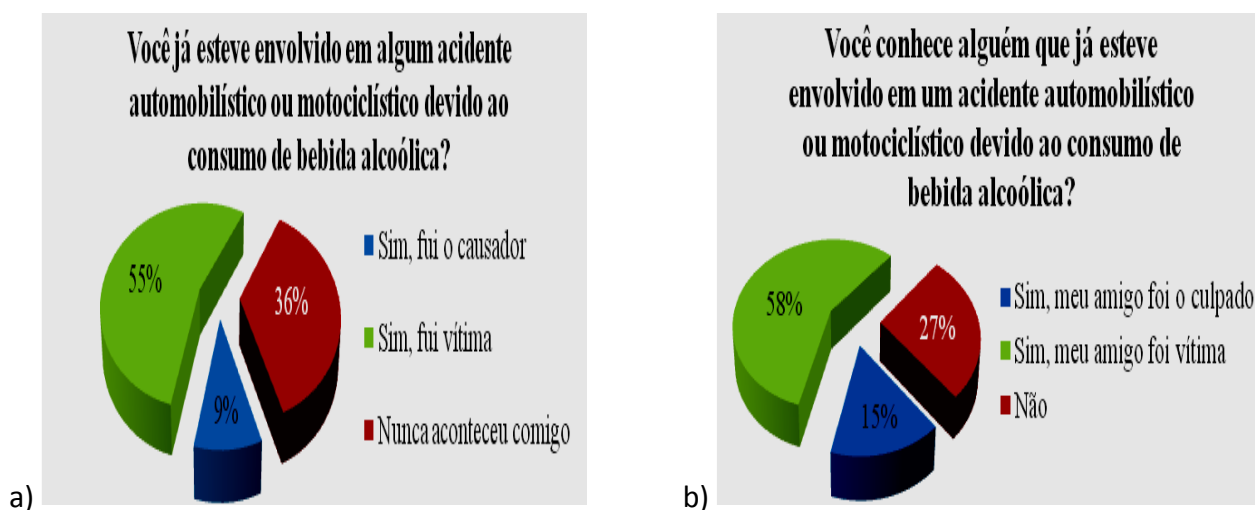 Você já esteve envolvido em algum acidente
automobilístico ou motociclístico devido ao
consumo de bebida alcoólica?
55%
36%
9%
Sim, fui o causador
Sim, fui vítima
Nunca aconteceu comigo
a)
Você conhece alguém que já esteve
envolvido em um acidente automobilístico
ou motociclístico devido ao consumo de
bebida alcoólica?
58%
27%
15%
Sim, meu amigo foi o culpado
Sim, meu amigo foi vítima
Não
b)